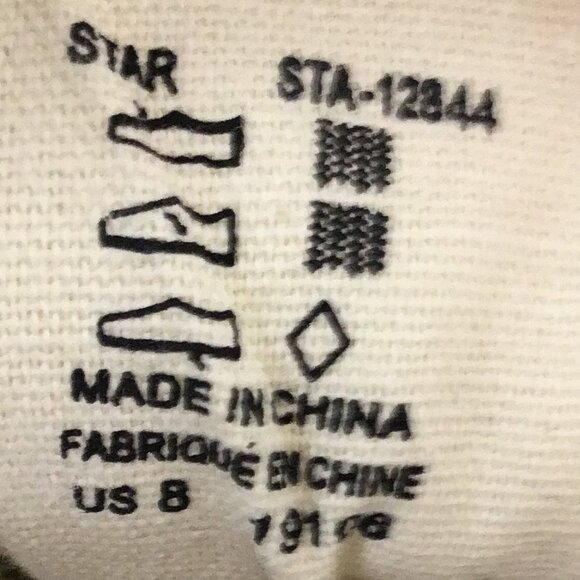 STAR STA-12844
MADE IN CHINA
FABRIQUÉ EN CHINE
US 8